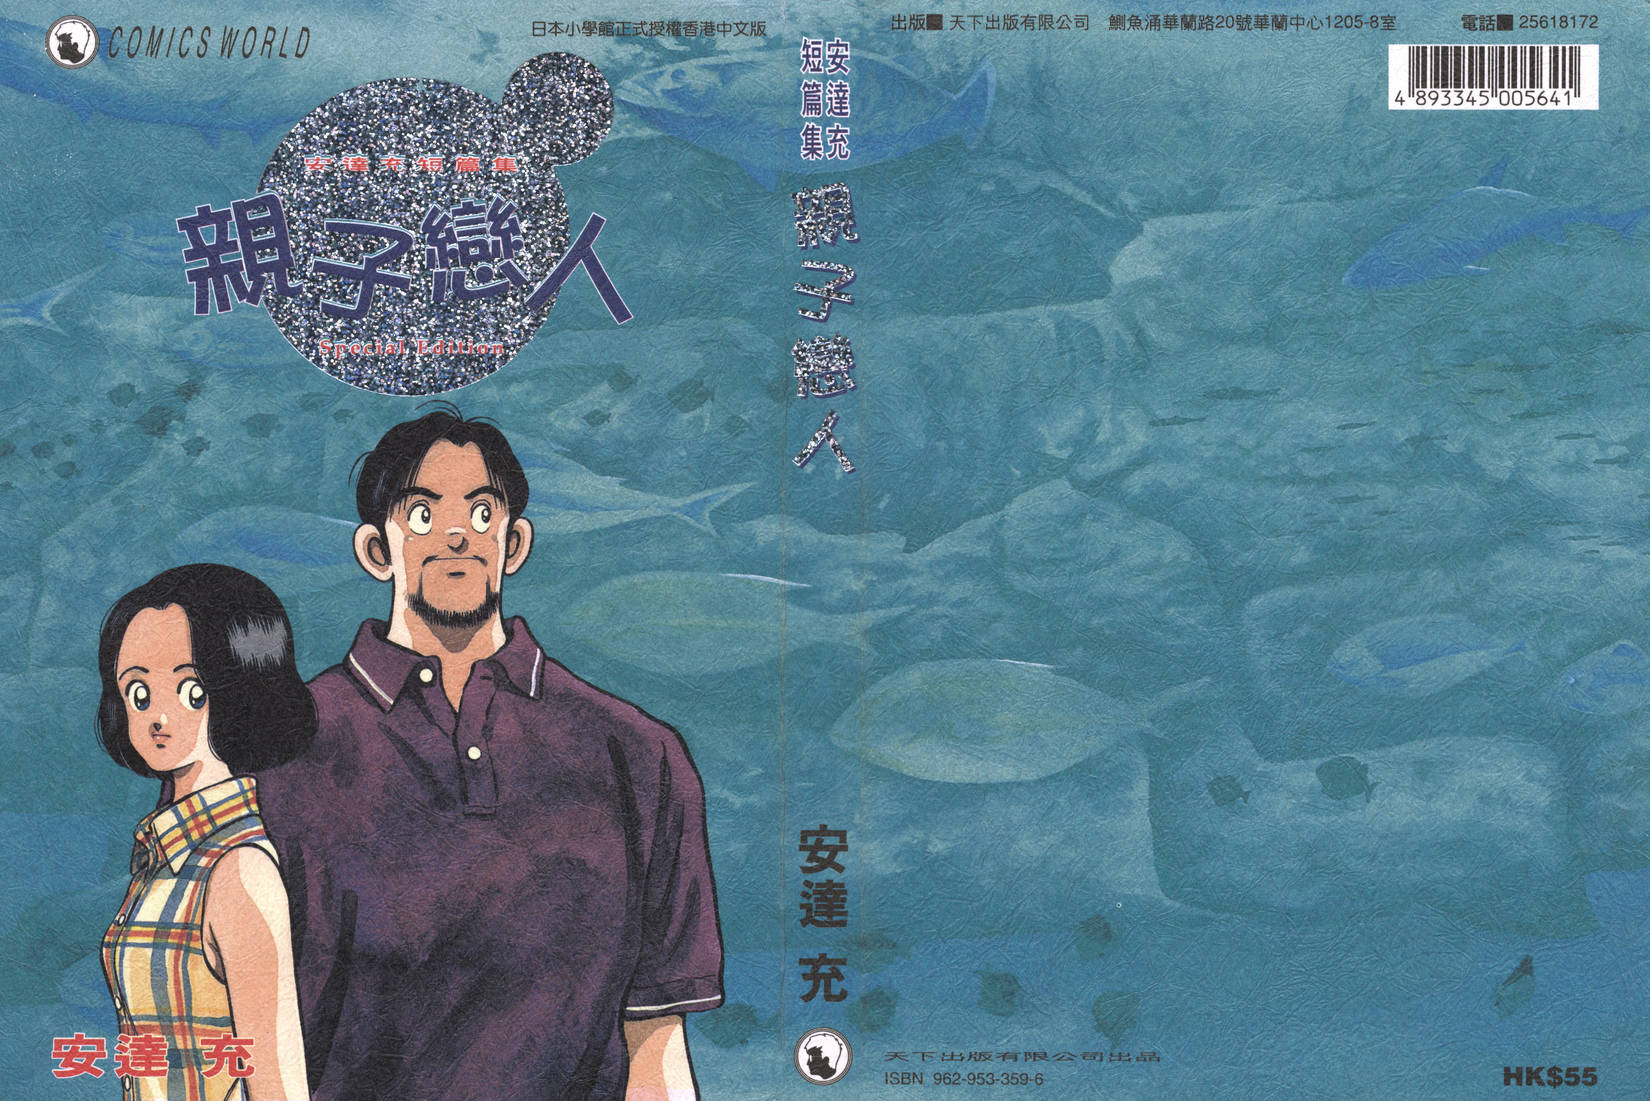 COMICS WORLD
日本小學館正式授權香港中文版
安達充短篇集
親子戀人
Special Edition
安達 充
安達充
短篇集
親子戀人
安達 充
出版■ 天下出版有限公司 鰂魚涌華蘭路20號華蘭中心1205-8室 電話■ 25618172
4 893345 005641
天下出版有限公司出品
ISBN 962-953-359-6
HK$55